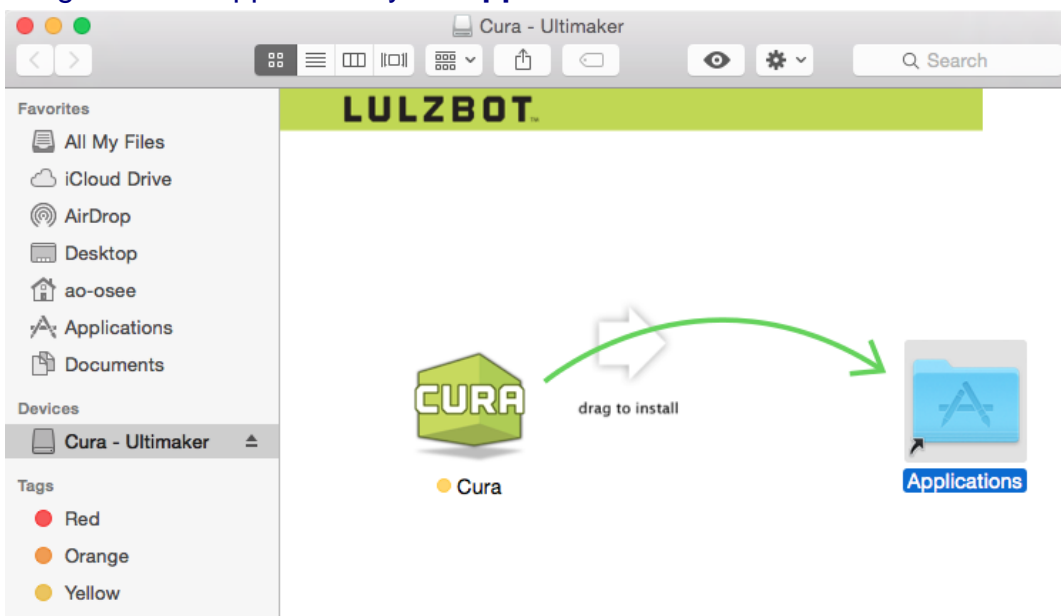 Cura - Ultimaker
Search
Favorites
All My Files
iCloud Drive
AirDrop
Desktop
ao-osee
Applications
Documents
Devices
Cura - Ultimaker
Tags
Red
Orange
Yellow
LULZBOT
CURA
drag to install
Cura
Applications